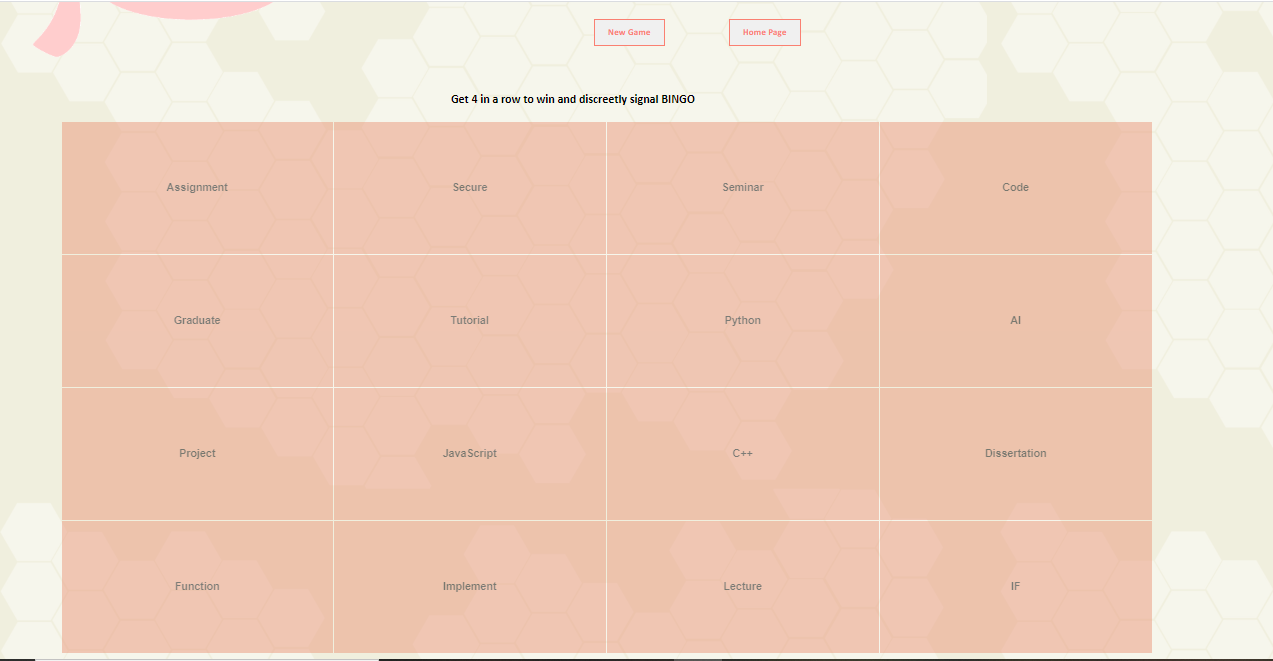 New Game Home Page
Get 4 in a row to win and discreetly signal BINGO
Assignment Secure Seminar Code
Graduate Tutorial Python AI
Project JavaScript C++ Dissertation
Function Implement Lecture IF